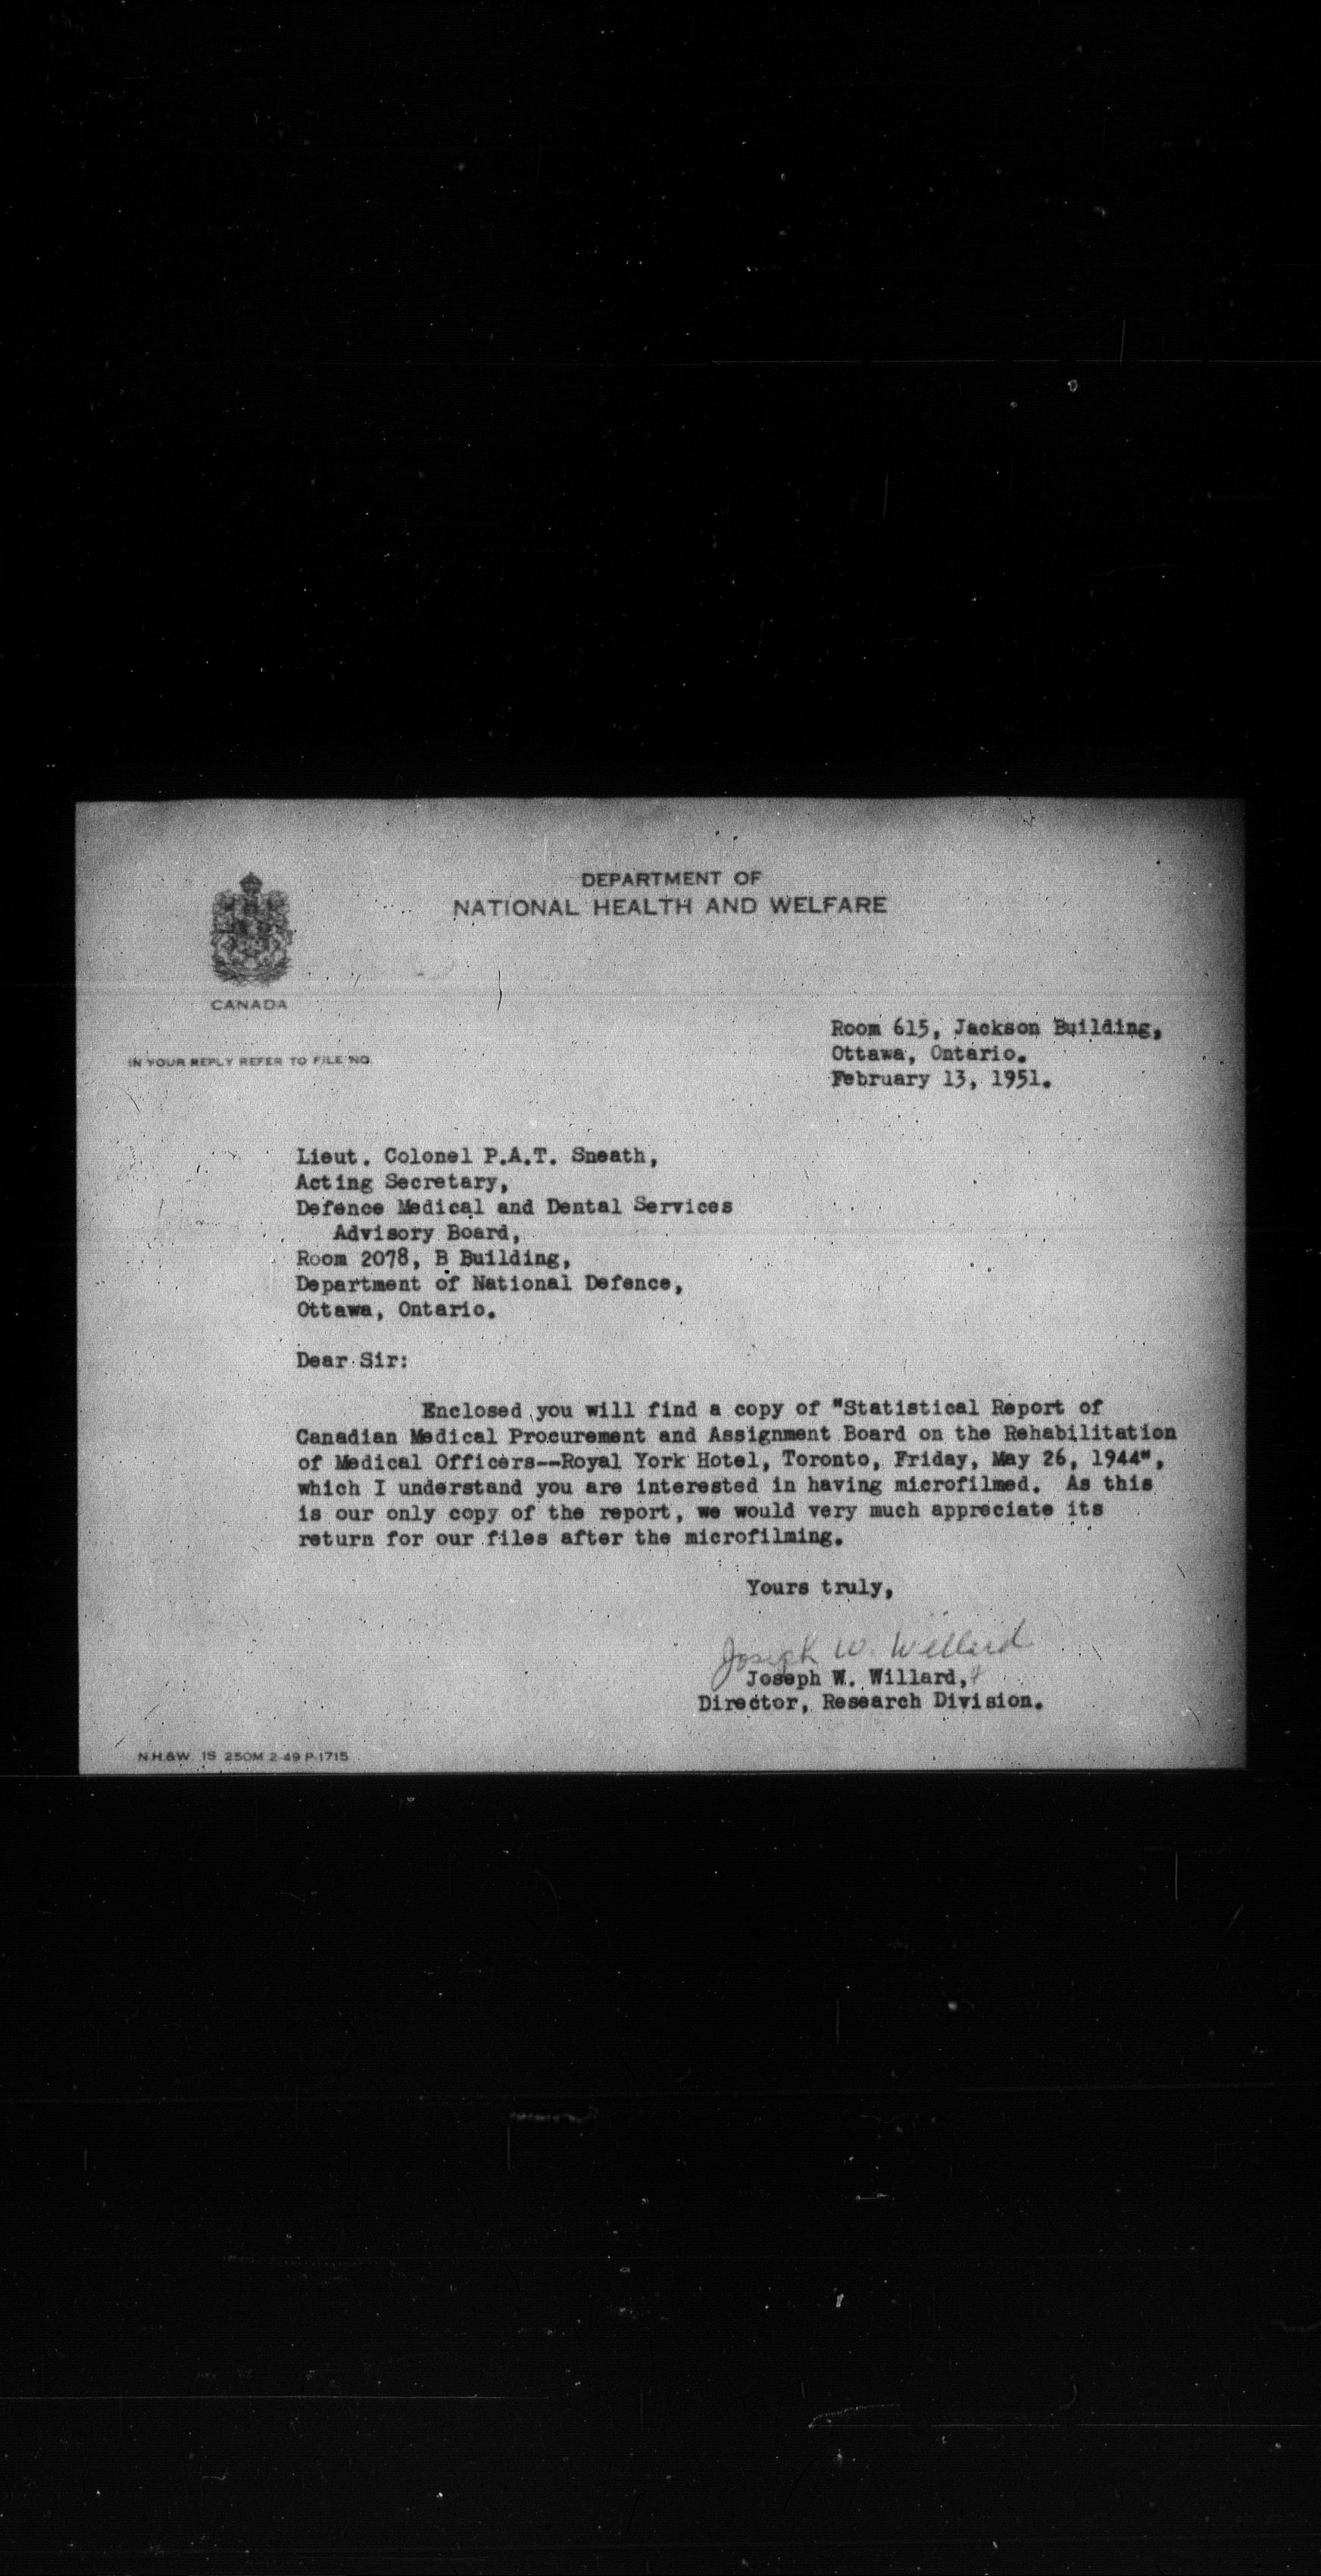 DEPARTMENT OF
NATIONAL HEALTH AND WELFARE
CANADA
IN YOUR REPLY REFER TO FILE NO.
Room 615, Jackson Building,
Ottawa, Ontario.
February 13, 1951.
Lieut. Colonel P.A.T. Sneath,
Acting Secretary,
Defence Medical and Dental Services
Advisory Board,
Room 2078, B Building,
Department of National Defence,
Ottawa, Ontario.
Dear Sir:
Enclosed you will find a copy of "Statistical Report of
Canadian Medical Procurement and Assignment Board on the Rehabilitation
of Medical Officers--Royal York Hotel, Toronto, Friday, May 26, 1944",
which I understand you are interested in having microfilmed. As this
is our only copy of the report, we would very much appreciate its
return for our files after the microfilming.
Yours truly,
Joseph W. Willard
Joseph W. Willard,
Director, Research Division.
N.H.&W. 1S 250M 2-49 P-1715